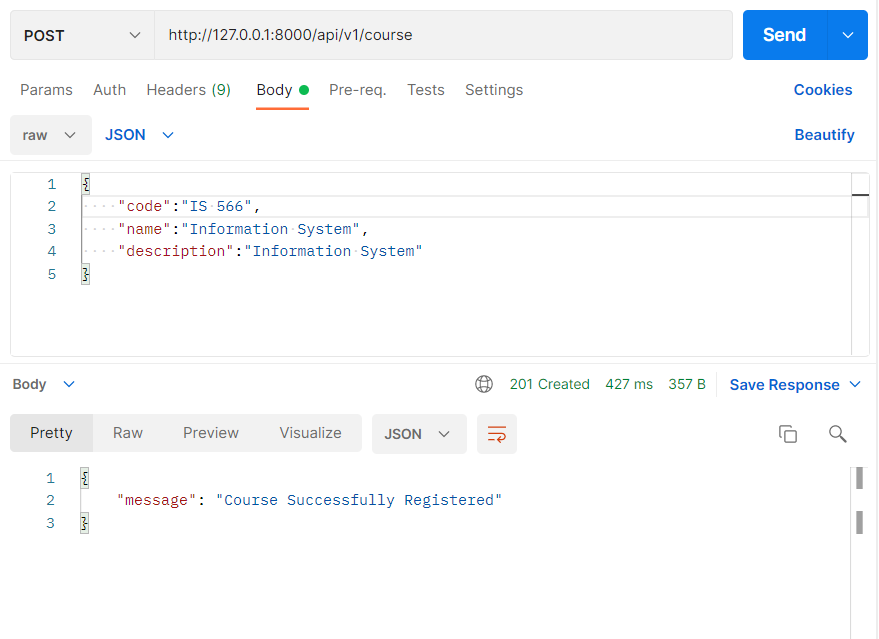 POST http://127.0.0.1:8000/api/v1/course Send
Params Auth Headers (9) Body Pre-req. Tests Settings Cookies
raw JSON Beautify
1 {
2 "code":"IS 566",
3 "name":"Information System",
4 "description":"Information System"
5 }
Body 201 Created 427 ms 357 B Save Response
Pretty Raw Preview Visualize JSON
1 {
2 "message": "Course Successfully Registered"
3 }